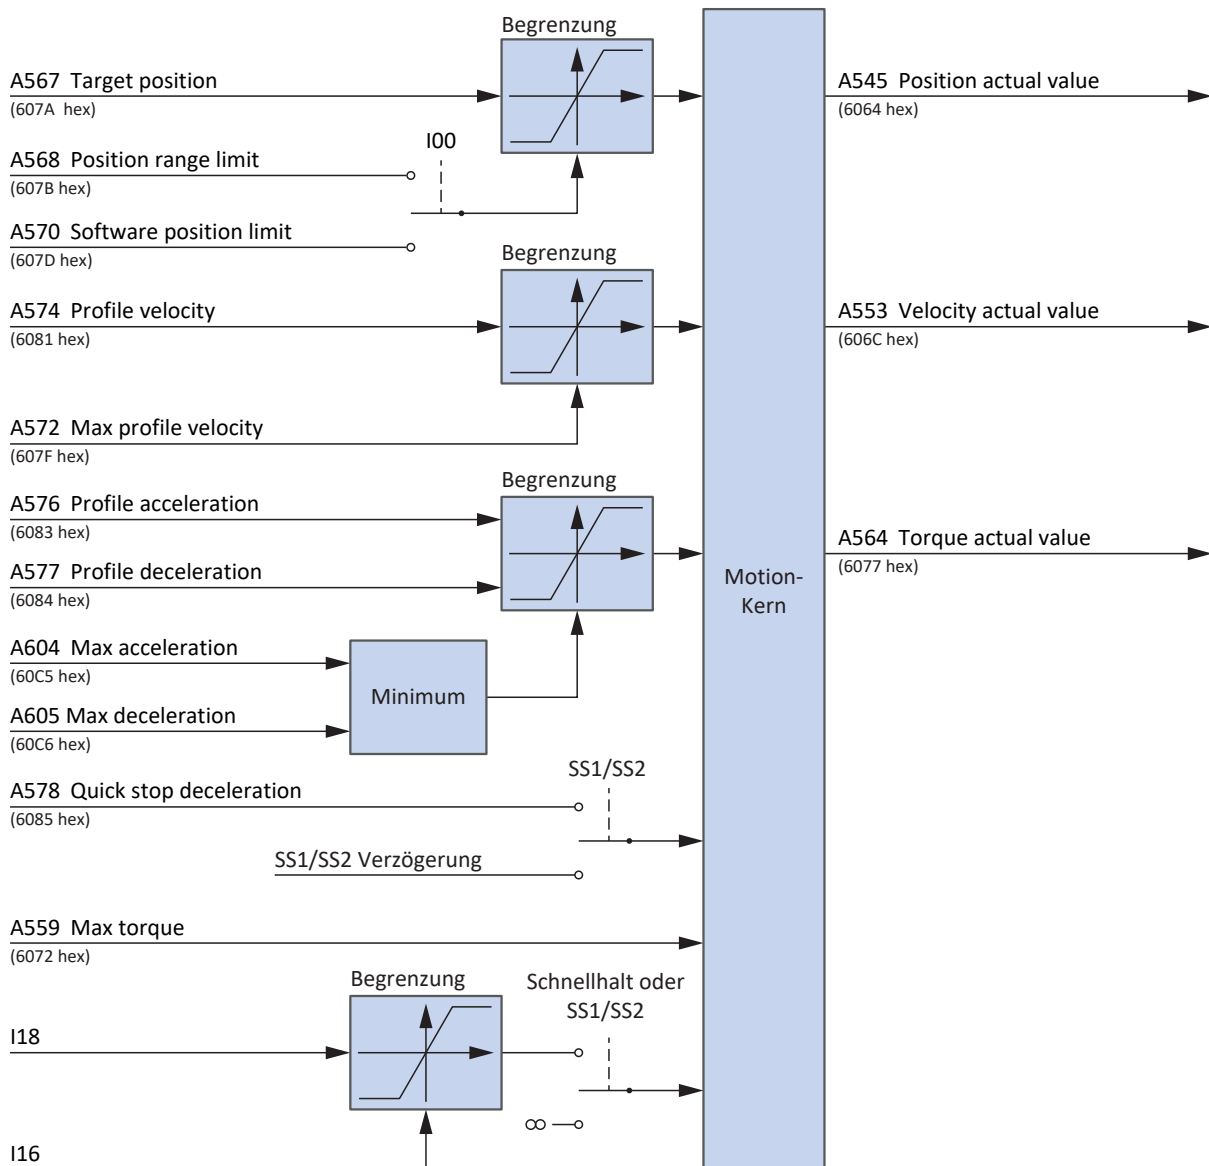 Begrenzung
A567 Target position
(607A hex)
A545 Position actual value
(6064 hex)
I00
A568 Position range limit
(607B hex)
A570 Software position limit
(607D hex)
Begrenzung
A574 Profile velocity
(6081 hex)
A553 Velocity actual value
(606C hex)
A572 Max profile velocity
(607F hex)
Begrenzung
A576 Profile acceleration
(6083 hex)
A577 Profile deceleration
(6084 hex)
A564 Torque actual value
(6077 hex)
Motion-
Kern
A604 Max acceleration
(60C5 hex)
Minimum
A605 Max deceleration
(60C6 hex)
SS1/SS2
A578 Quick stop deceleration
(6085 hex)
SS1/SS2 Verzögerung
A559 Max torque
(6072 hex)
Begrenzung
Schnellhalt oder
SS1/SS2
I18
∞
I16